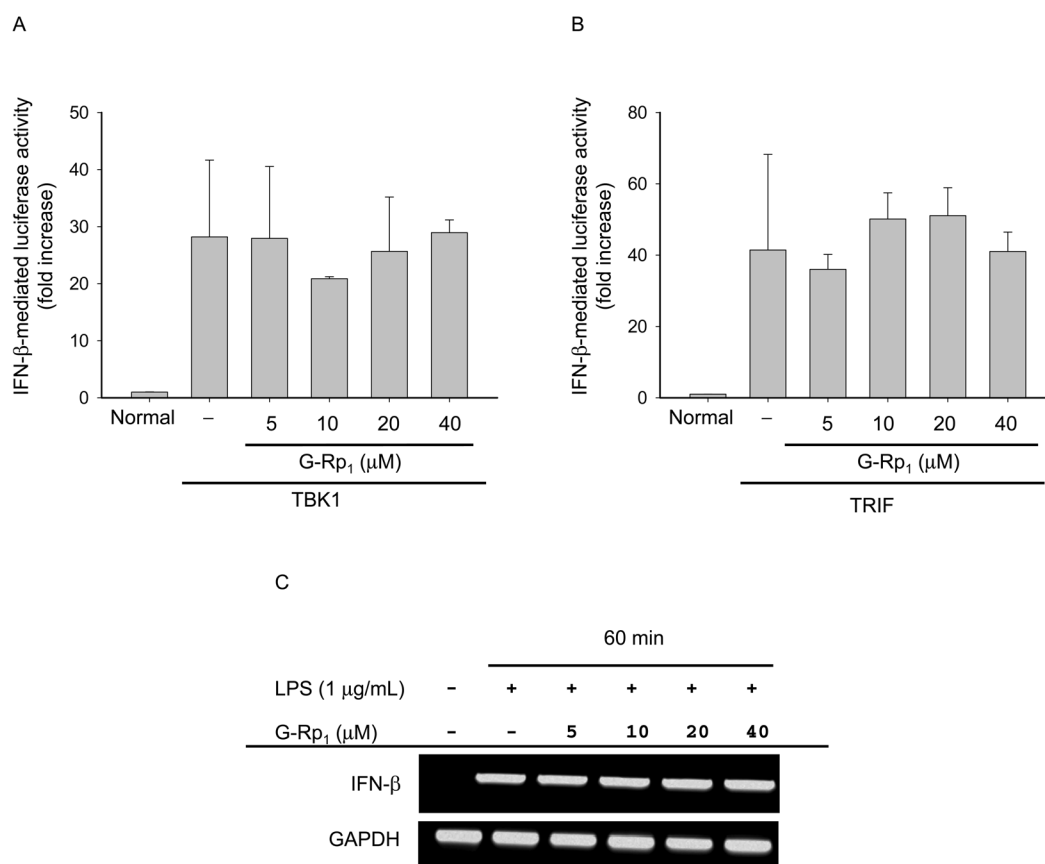 A
IFN-β-mediated luciferase activity
(fold increase)
50
40
30
20
10
0
Normal – 5 10 20 40
G-Rp₁ (μM)
TBK1
B
IFN-β-mediated luciferase activity
(fold increase)
80
60
40
20
0
Normal – 5 10 20 40
G-Rp₁ (μM)
TRIF
C
60 min
LPS (1 μg/mL) – + + + + +
G-Rp₁ (μM) – – 5 10 20 40
IFN-β
GAPDH